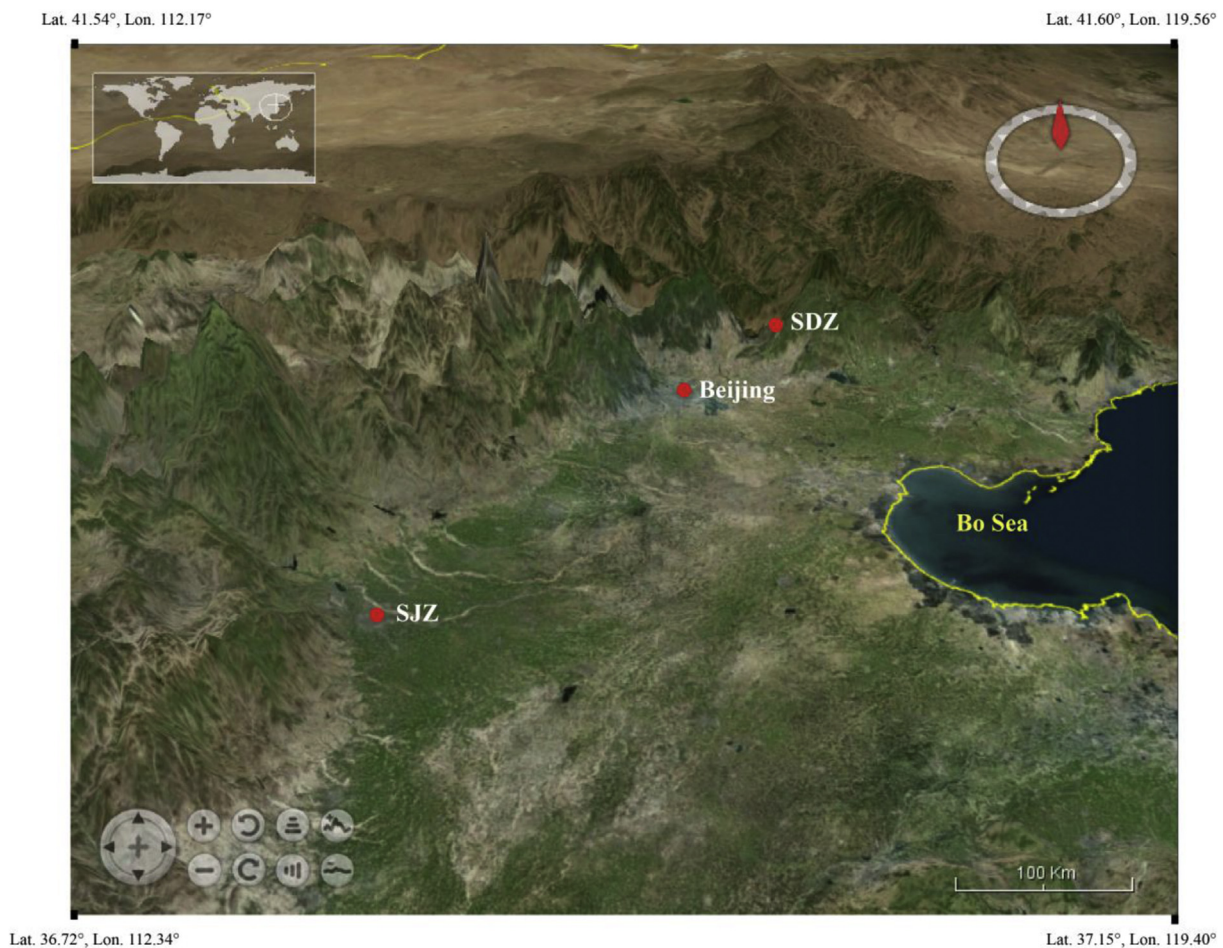 Lat. 41.54°, Lon. 112.17°
Lat. 41.60°, Lon. 119.56°
SDZ
Beijing
Bo Sea
SJZ
100 Km
Lat. 36.72°, Lon. 112.34°
Lat. 37.15°, Lon. 119.40°